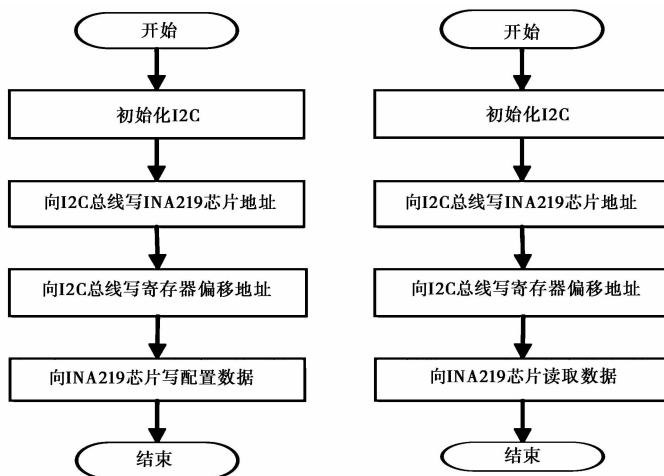 开始
初始化I2C
向I2C总线写INA219芯片地址
向I2C总线写寄存器偏移地址
向INA219芯片写配置数据
结束
开始
初始化I2C
向I2C总线写INA219芯片地址
向I2C总线写寄存器偏移地址
向INA219芯片读取数据
结束